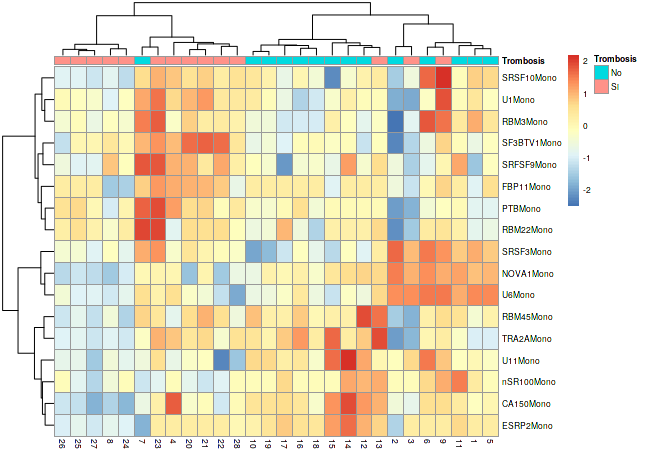 Trombosis
Trombosis
No
SI
SRSF10Mono
U1Mono
RBM3Mono
SF3BTV1Mono
SRFSF9Mono
FBP11Mono
PTBMono
RBM22Mono
SRSF3Mono
NOVA1Mono
U6Mono
RBM45Mono
TRA2AMono
U11Mono
nSR100Mono
CA150Mono
ESRP2Mono
2
1
0
-1
-2
26 25 27 8 24 7 23 4 20 21 22 28 10 19 17 16 18 15 14 12 13 2 3 6 9 11 1 5